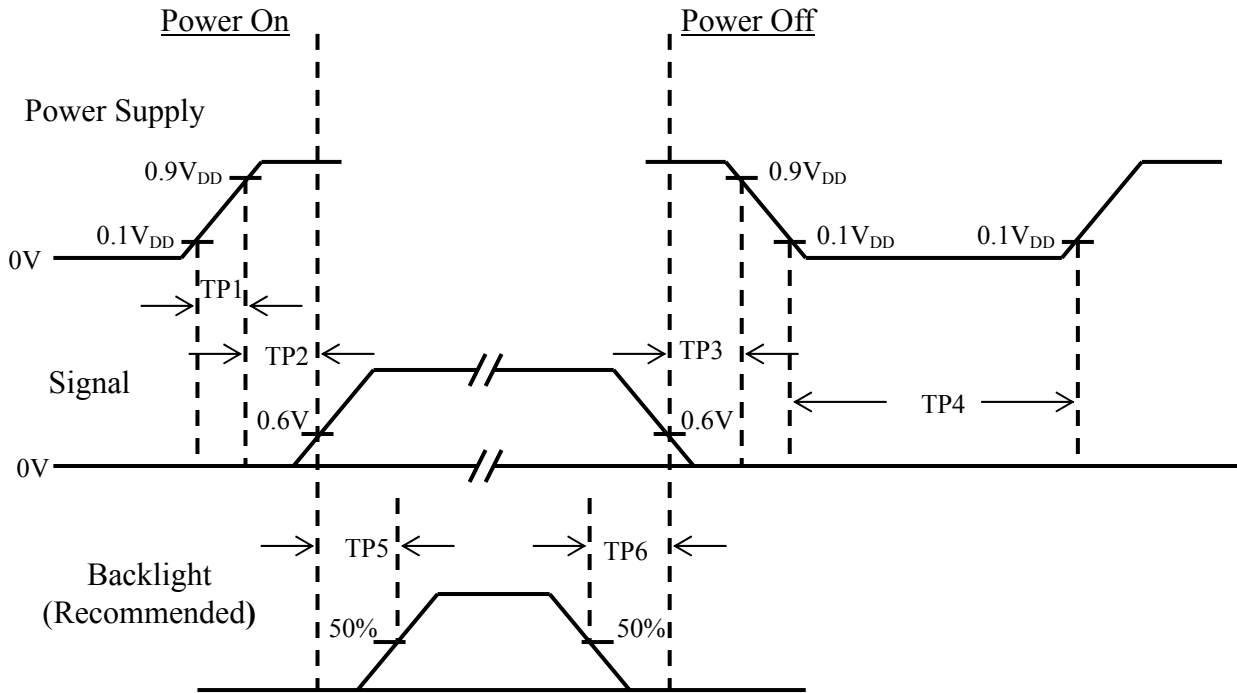 Power On
Power Off
Power Supply
0.9VDD
0.9VDD
0.1VDD
0.1VDD
0.1VDD
0V
TP1
TP2
TP3
TP4
Signal
0.6V
0.6V
0V
TP5
TP6
Backlight
(Recommended)
50%
50%